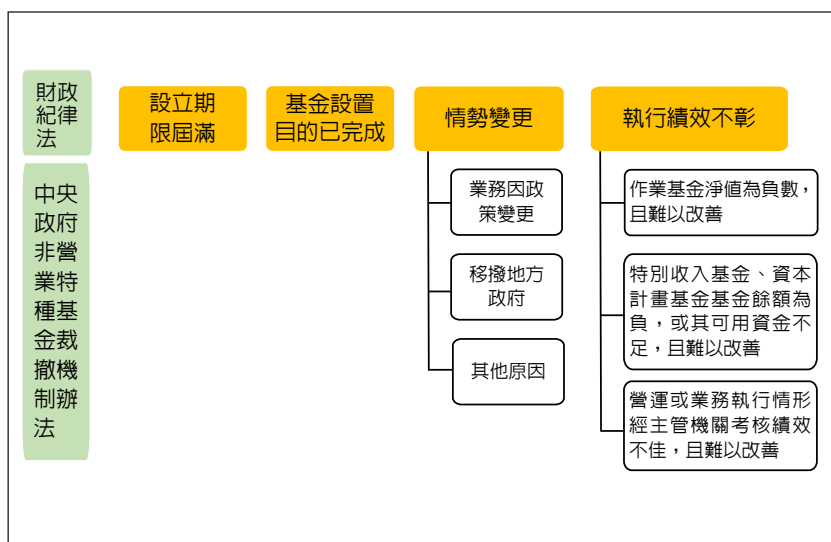 財政
紀律
法
設立期
限屆滿
基金設置
目的已完成
情勢變更
執行績效不彰
中央
政府
非營
業特
種基
金裁
撤機
制辦
法
業務因政
策變更
移撥地方
政府
其他原因
作業基金淨值為負數，
且難以改善
特別收入基金、資本
計畫基金基金餘額為
負，或其可用資金不
足，且難以改善
營運或業務執行情形
經主管機關考核績效
不佳，且難以改善